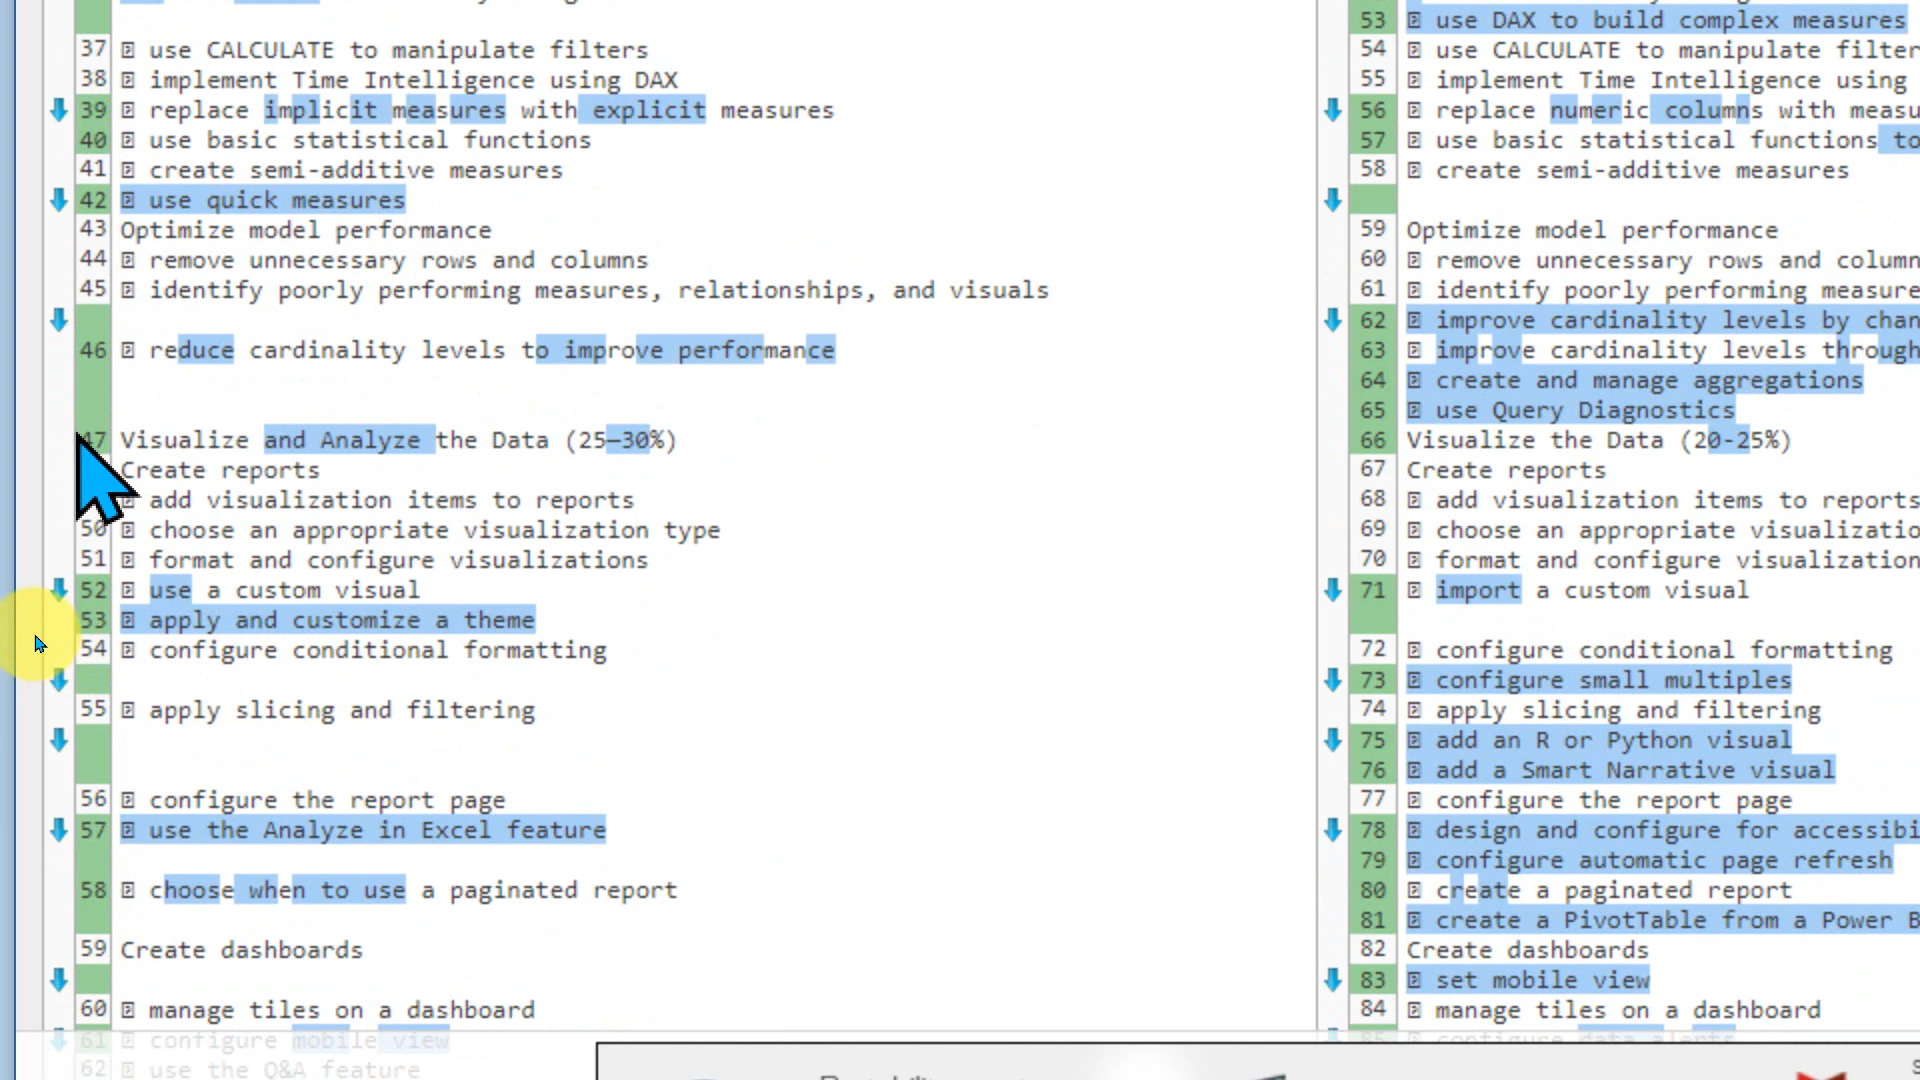 37 use CALCULATE to manipulate filters
38 implement Time Intelligence using DAX
39 replace implicit measures with explicit measures
40 use basic statistical functions
41 create semi-additive measures
42 use quick measures
43 Optimize model performance
44 remove unnecessary rows and columns
45 identify poorly performing measures, relationships, and visuals
46 reduce cardinality levels to improve performance
47 Visualize and Analyze the Data (25—30%)
Create reports
add visualization items to reports
50 choose an appropriate visualization type
51 format and configure visualizations
52 use a custom visual
53 apply and customize a theme
54 configure conditional formatting
55 apply slicing and filtering
56 configure the report page
57 use the Analyze in Excel feature
58 choose when to use a paginated report
59 Create dashboards
60 manage tiles on a dashboard
61 configure mobile view
62 use the Q&A feature
53 use DAX to build complex measures
54 use CALCULATE to manipulate filter
55 implement Time Intelligence using
56 replace numeric columns with measu
57 use basic statistical functions to
58 create semi-additive measures
59 Optimize model performance
60 remove unnecessary rows and column
61 identify poorly performing measure
62 improve cardinality levels by chan
63 improve cardinality levels through
64 create and manage aggregations
65 use Query Diagnostics
66 Visualize the Data (20-25%)
67 Create reports
68 add visualization items to reports
69 choose an appropriate visualizatio
70 format and configure visualization
71 import a custom visual
72 configure conditional formatting
73 configure small multiples
74 apply slicing and filtering
75 add an R or Python visual
76 add a Smart Narrative visual
77 configure the report page
78 design and configure for accessibi
79 configure automatic page refresh
80 create a paginated report
81 create a PivotTable from a Power B
82 Create dashboards
83 set mobile view
84 manage tiles on a dashboard
85 configure data alerts